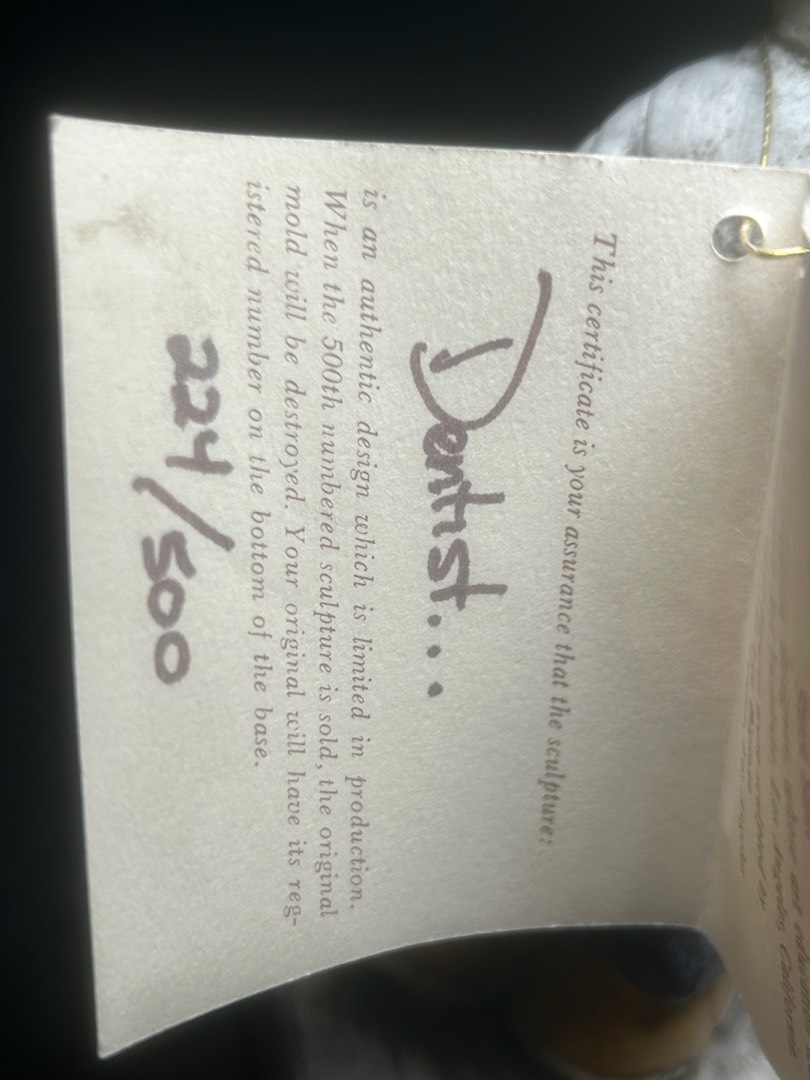 This certificate is your assurance that the sculpture:
Dentist...
is an authentic design which is limited in production.
When the 500th numbered sculpture is sold, the original
mold will be destroyed. Your original will have its reg-
istered number on the bottom of the base.
224/500
California